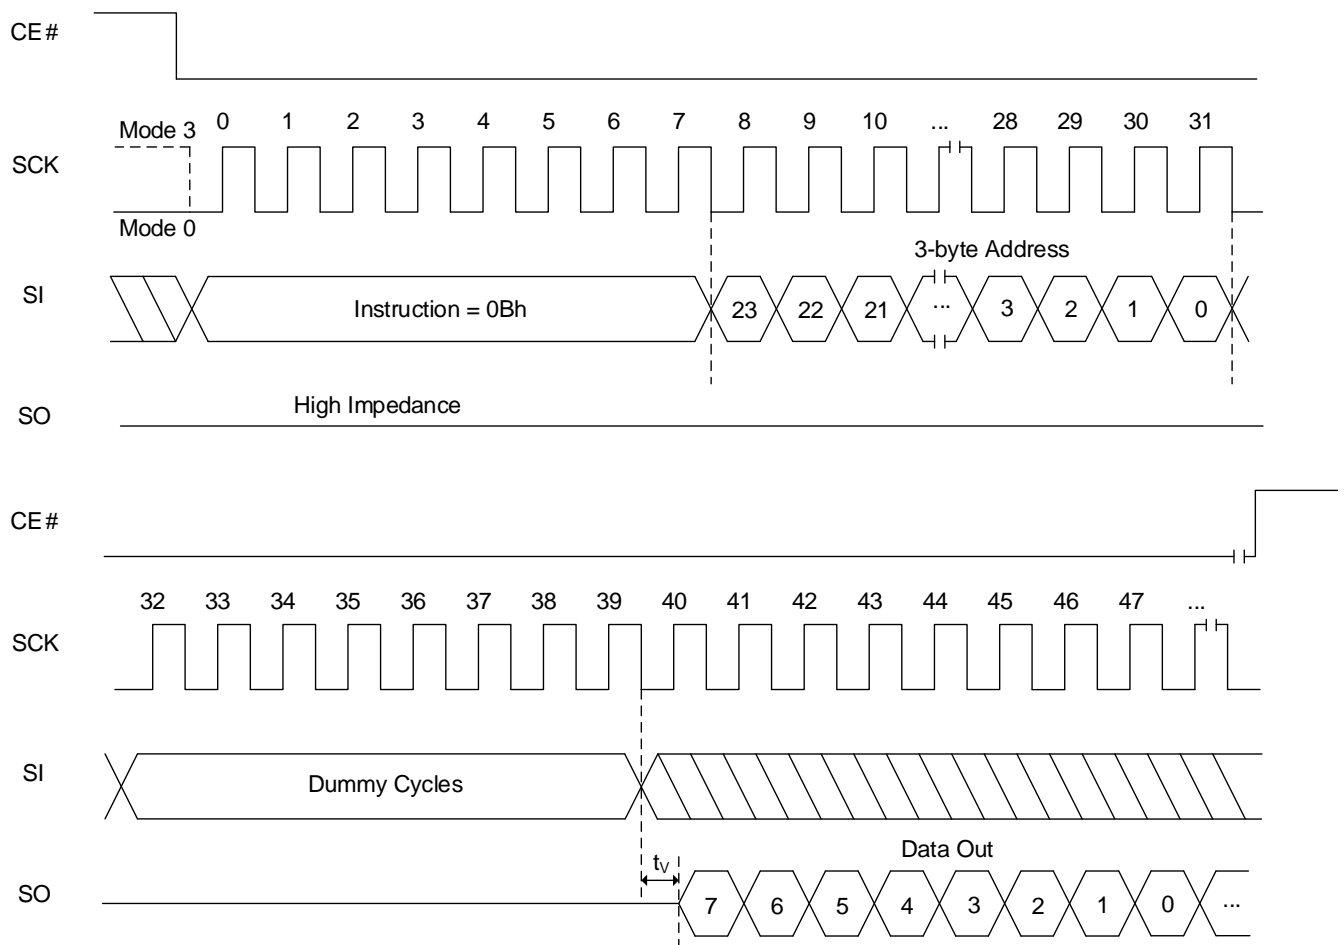 CE#
Mode 3 0 1 2 3 4 5 6 7 8 9 10 ... 28 29 30 31
SCK
Mode 0
3-byte Address
SI Instruction = 0Bh 23 22 21 ... 3 2 1 0
High Impedance
SO
CE#
32 33 34 35 36 37 38 39 40 41 42 43 44 45 46 47 ...
SCK
SI Dummy Cycles
Data Out
tV
SO 7 6 5 4 3 2 1 0 ...